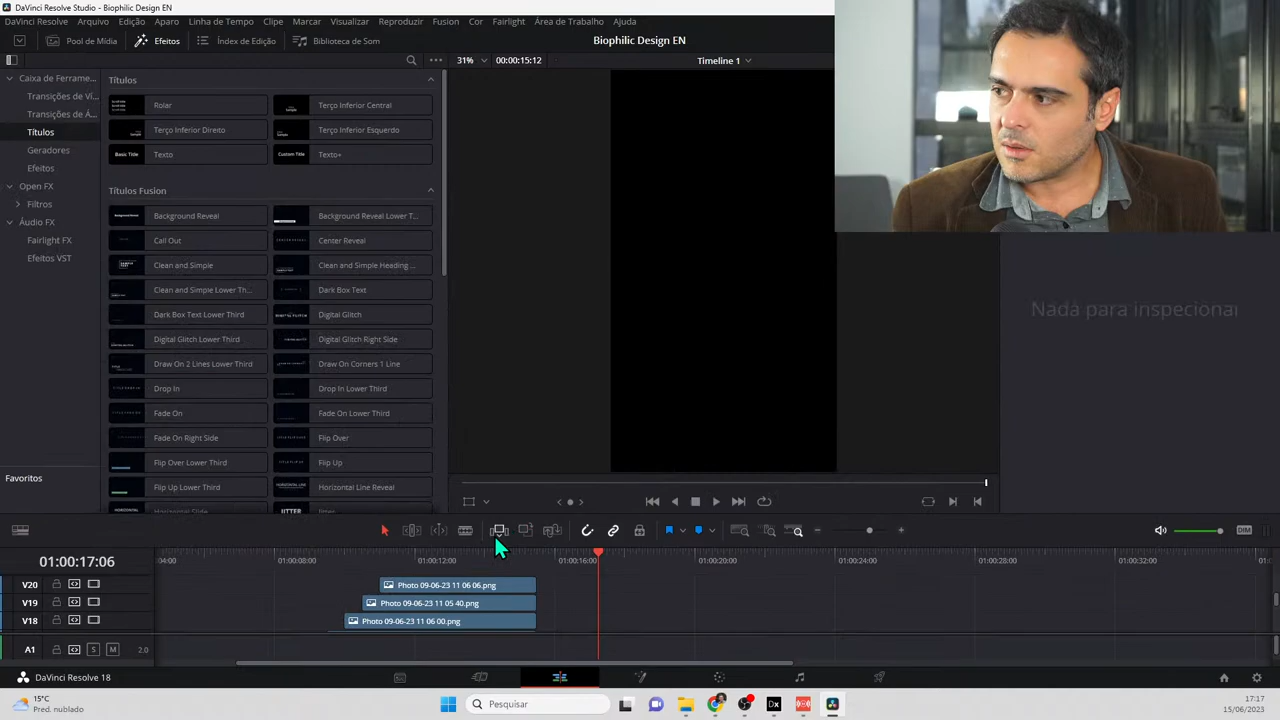 DaVinci Resolve Studio - Biophilic Design EN
DaVinci Resolve Arquivo Edição Aparo Linha de Tempo Clipe Marcar Visualizar Reproduzir Fusion Cor Fairlight Área de Trabalho Ajuda
Pool de Mídia Efeitos Índice de Edição Biblioteca de Som Biophilic Design EN
31% 00:00:15:12 Timeline 1
Caixa de Ferrame... Títulos
Transições de Ví... Rolar Terço Inferior Central
Transições de Á...
Títulos Terço Inferior Direito Terço Inferior Esquerdo
Geradores Basic Title Texto Custom Title Texto+
Efeitos
Open FX Títulos Fusion
Filtros
Áudio FX Background Reveal Background Reveal Lower T...
Fairlight FX Call Out Center Reveal
Efeitos VST Clean and Simple Clean and Simple Heading ...
Clean and Simple Lower Th... Dark Box Text
Dark Box Text Lower Third Digital Glitch
Digital Glitch Lower Third Digital Glitch Right Side
Draw On 2 Lines Lower Third Draw On Corners 1 Line
Drop In Drop In Lower Third
Fade On Fade On Lower Third
Fade On Right Side Flip Over
Flip Over Lower Third Flip Up
Favoritos
Flip Up Lower Third Horizontal Line Reveal
Nada para inspecionar
DIM
01:00:17:06 01:00:08:00 01:00:12:00 01:00:16:00 01:00:20:00 01:00:24:00 01:00:28:00 01:00:32:00
V20 Photo 09-06-23 11 06 06.png
V19 Photo 09-06-23 11 05 40.png
V18 Photo 09-06-23 11 06 00.png
A1 S M 2.0
DaVinci Resolve 18
15°C
Pred. nublado
Pesquisar
17:17
15/06/2023